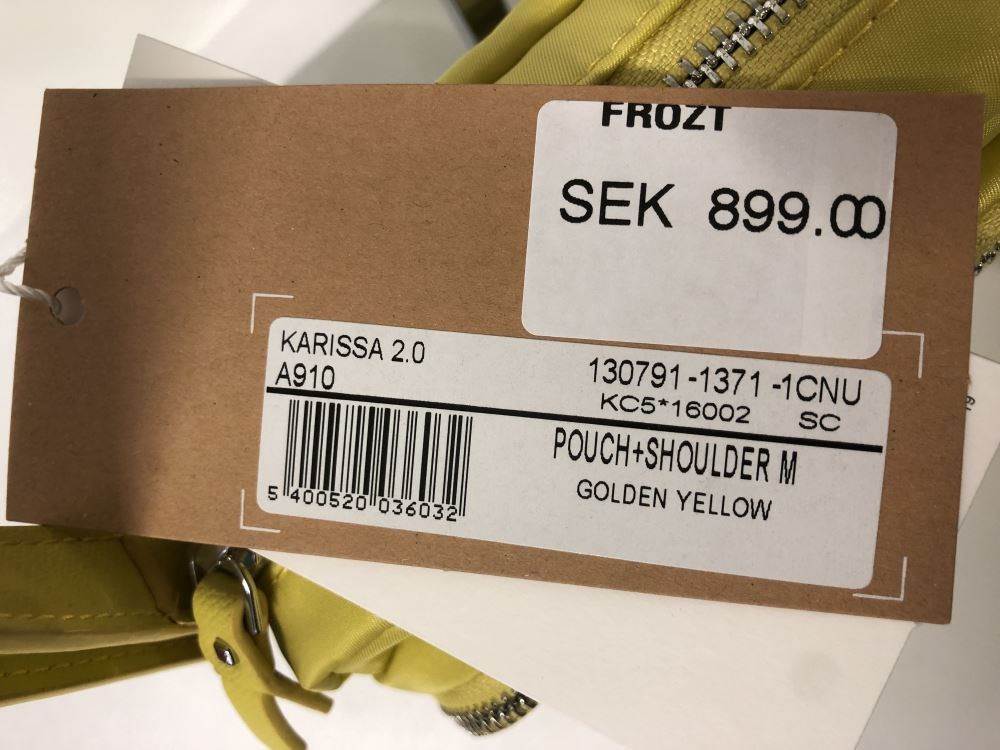 FROZT
SEK 899.00
KARISSA 2.0
A910
130791-1371-1CNU
KC5*16002 SC
POUCH+SHOULDER M
GOLDEN YELLOW
5 400520 036032